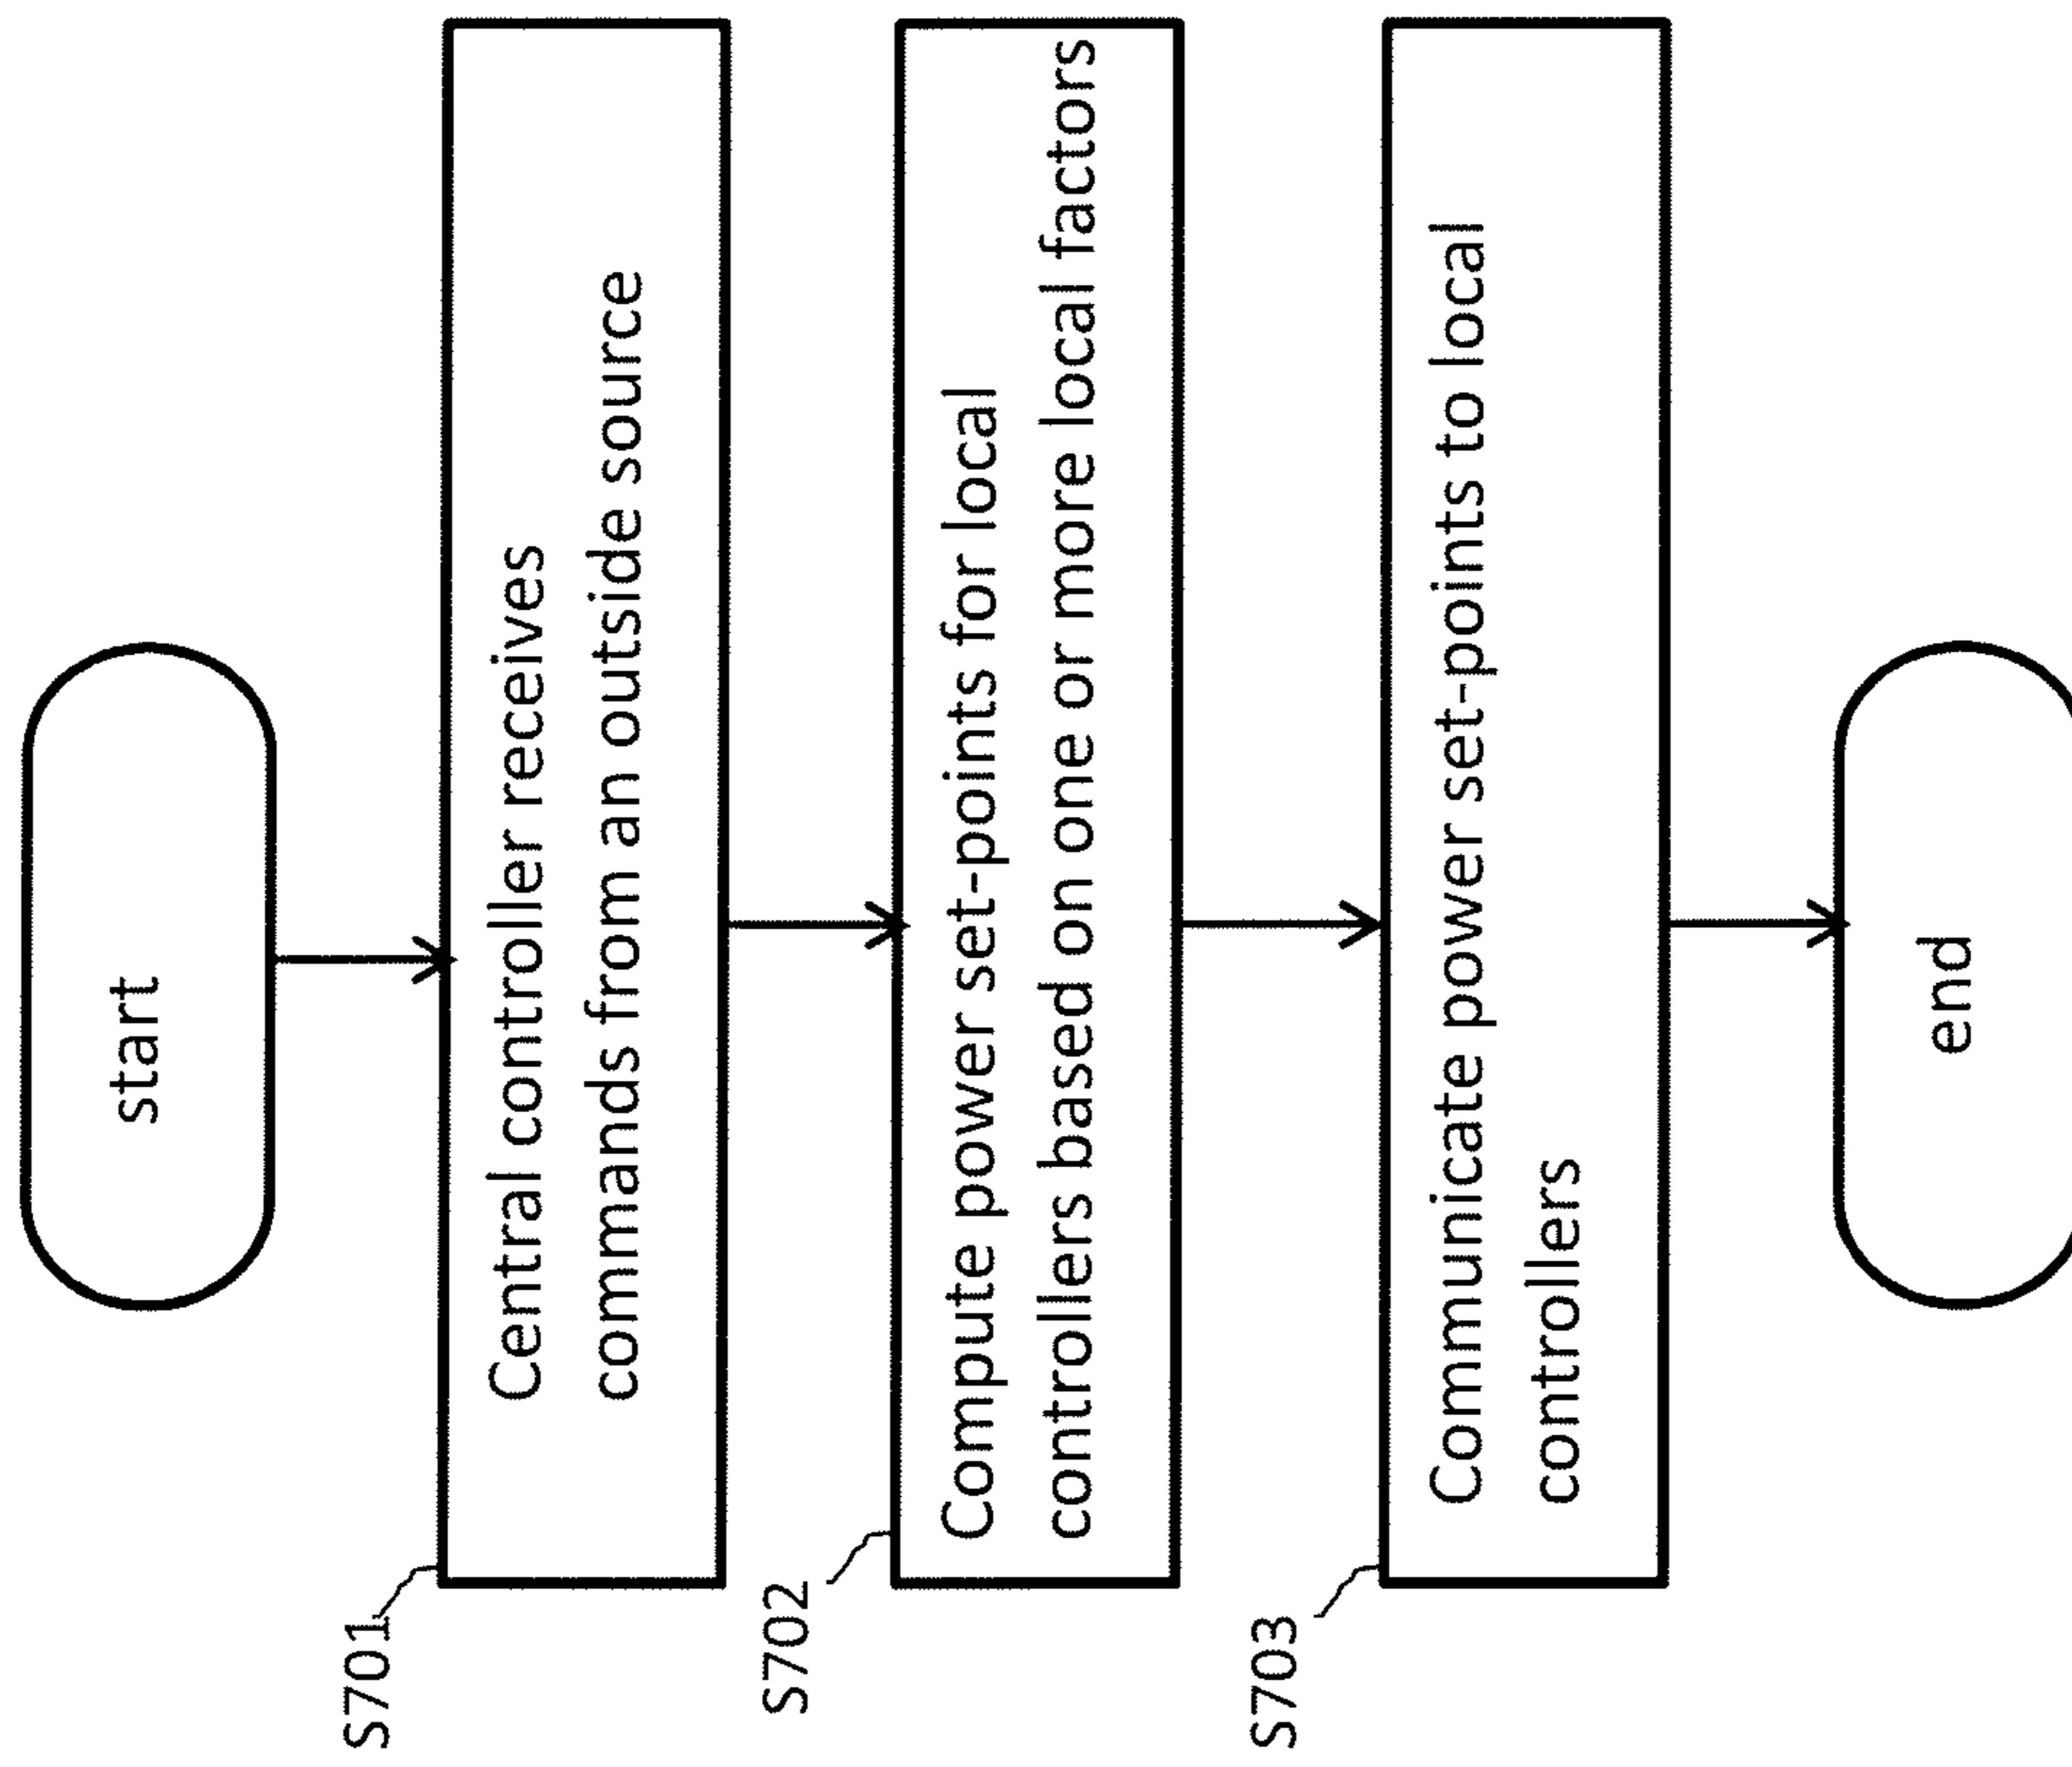 start
S701
Central controller receives
commands from an outside source
S702
Compute power set-points for local
controllers based on one or more local factors
S703
Communicate power set-points to local
controllers
end